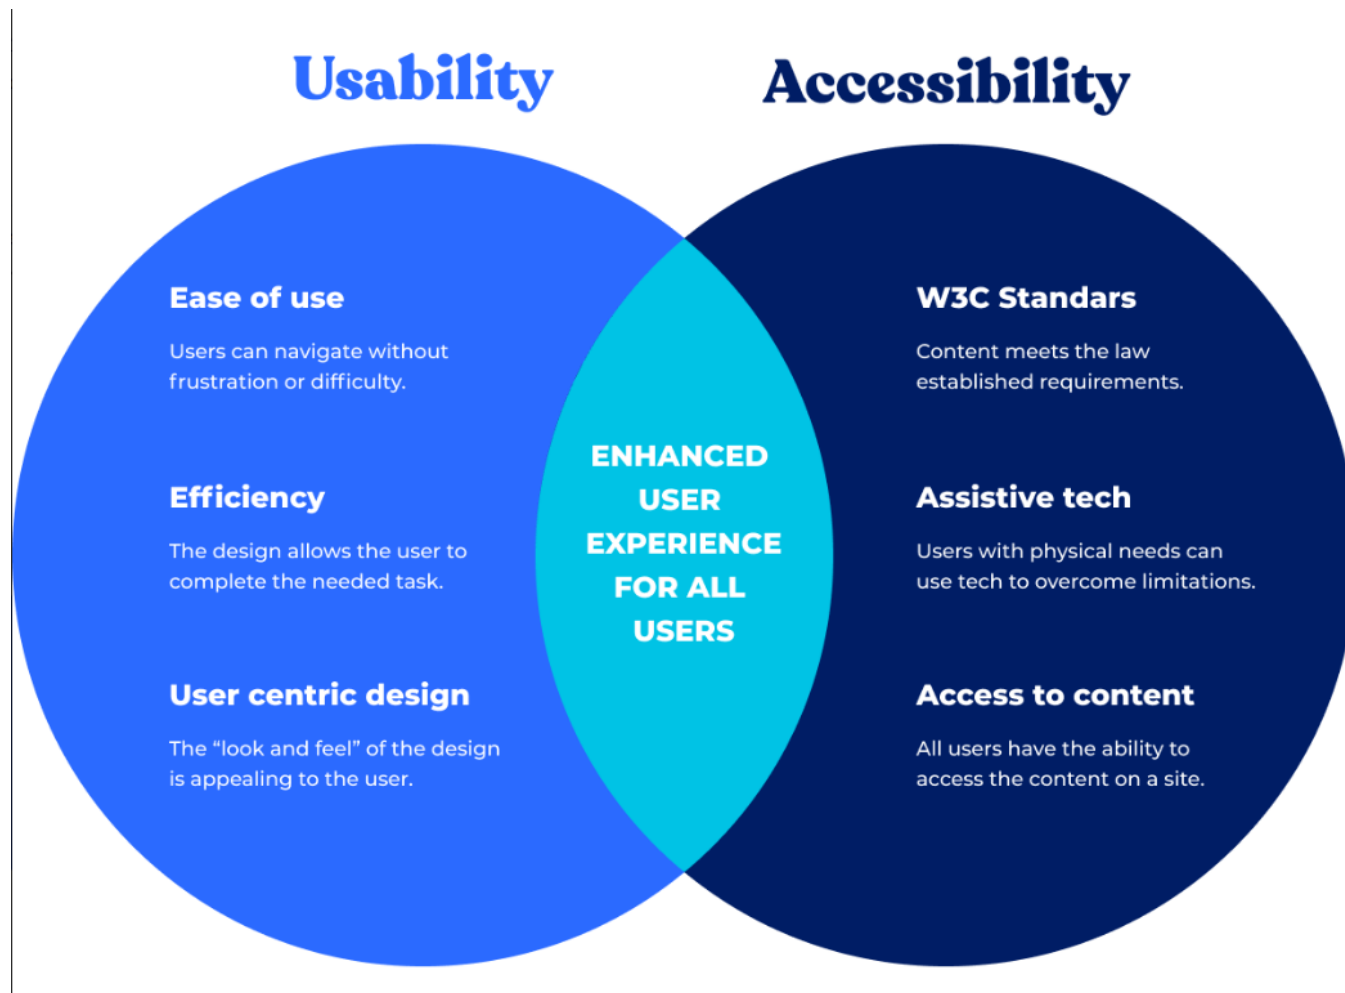 Usability
Ease of use
Users can navigate without
frustration or difficulty.
Efficiency
The design allows the user to
complete the needed task.
User centric design
The “look and feel” of the design
is appealing to the user.
ENHANCED
USER
EXPERIENCE
FOR ALL
USERS
Accessibility
W3C Standars
Content meets the law
established requirements.
Assistive tech
Users with physical needs can
use tech to overcome limitations.
Access to content
All users have the ability to
access the content on a site.